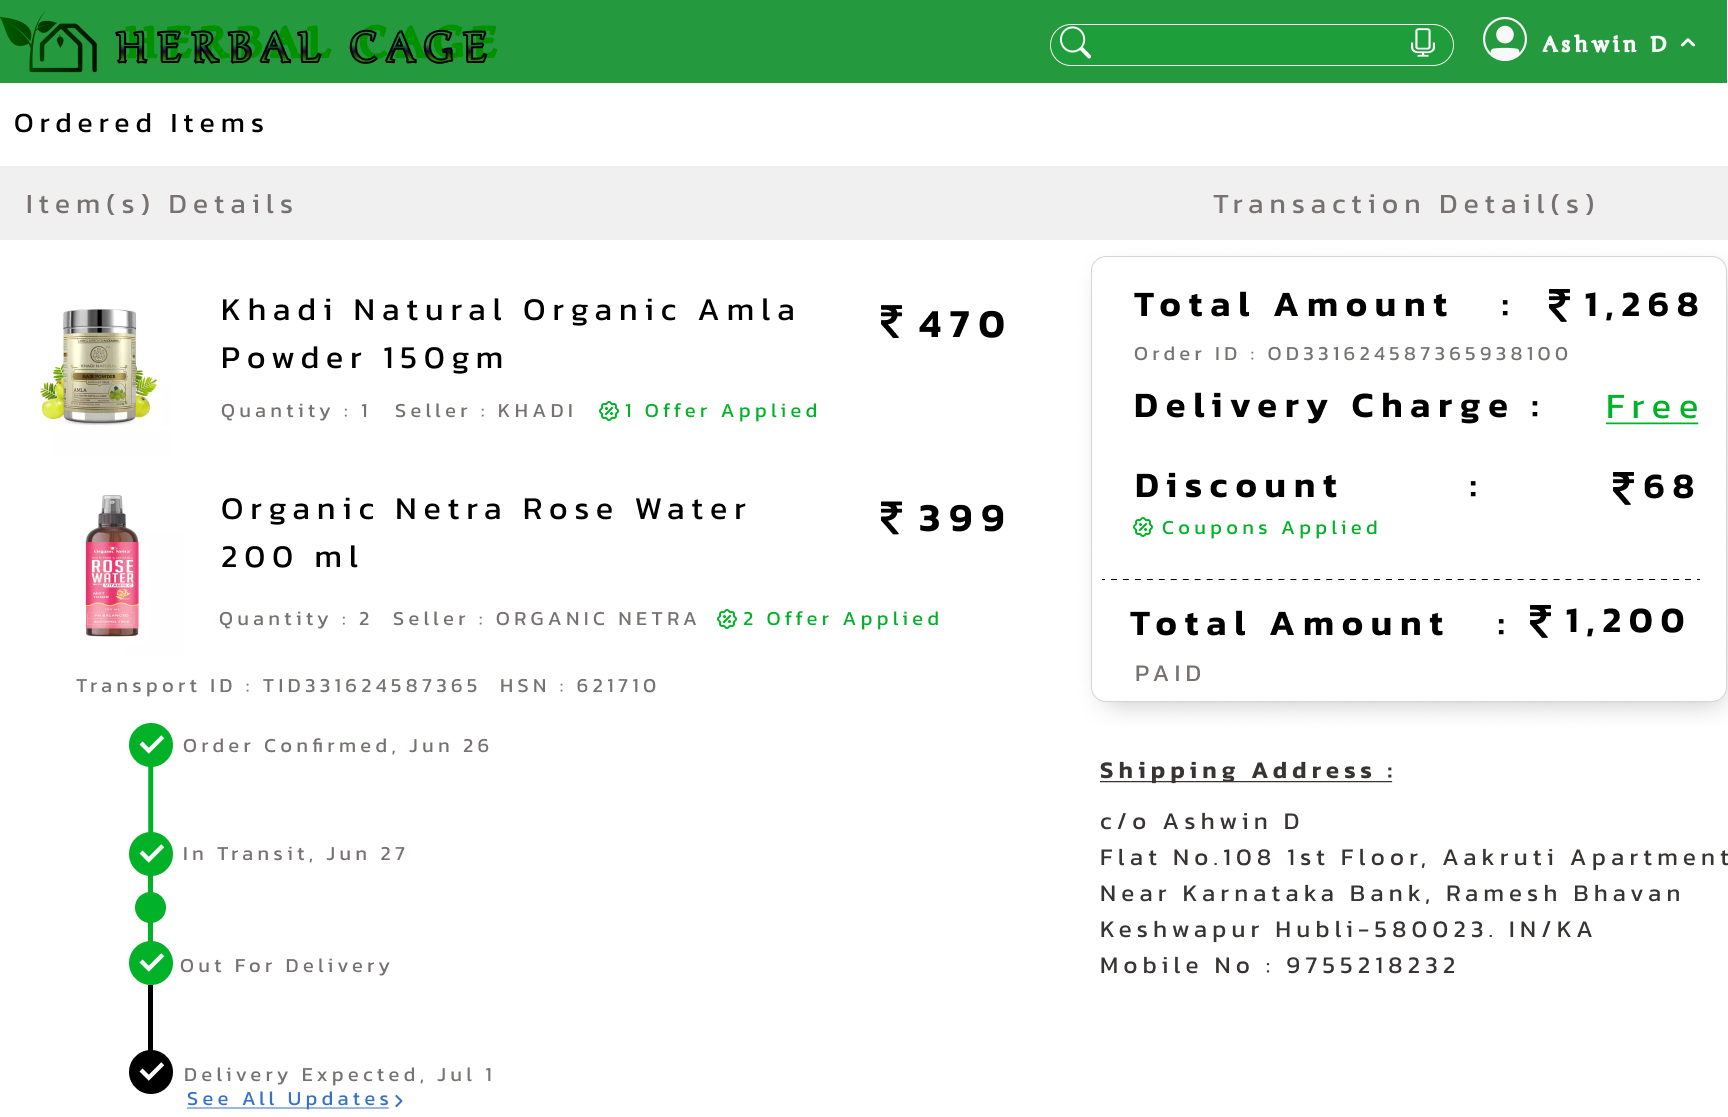 HERBAL CAGE
Ashwin D
Ordered Items
Item(s) Details
Transaction Detail(s)
Khadi Natural Organic Amla
Powder 150gm
₹ 470
Quantity : 1 Seller : KHADI 1 Offer Applied
Organic Netra Rose Water
200 ml
₹ 399
Quantity : 2 Seller : ORGANIC NETRA 2 Offer Applied
ROSE
WATER
AMLA
Transport ID : TID331624587365 HSN : 621710
Order Confirmed, Jun 26
In Transit, Jun 27
Out For Delivery
Delivery Expected, Jul 1
See All Updates
Total Amount : ₹ 1,268
Order ID : OD331624587365938100
Delivery Charge : Free
Discount : ₹68
Coupons Applied
Total Amount : ₹ 1,200
PAID
Shipping Address :
c/o Ashwin D
Flat No.108 1st Floor, Aakruti Apartment
Near Karnataka Bank, Ramesh Bhavan
Keshwapur Hubli-580023. IN/KA
Mobile No : 9755218232